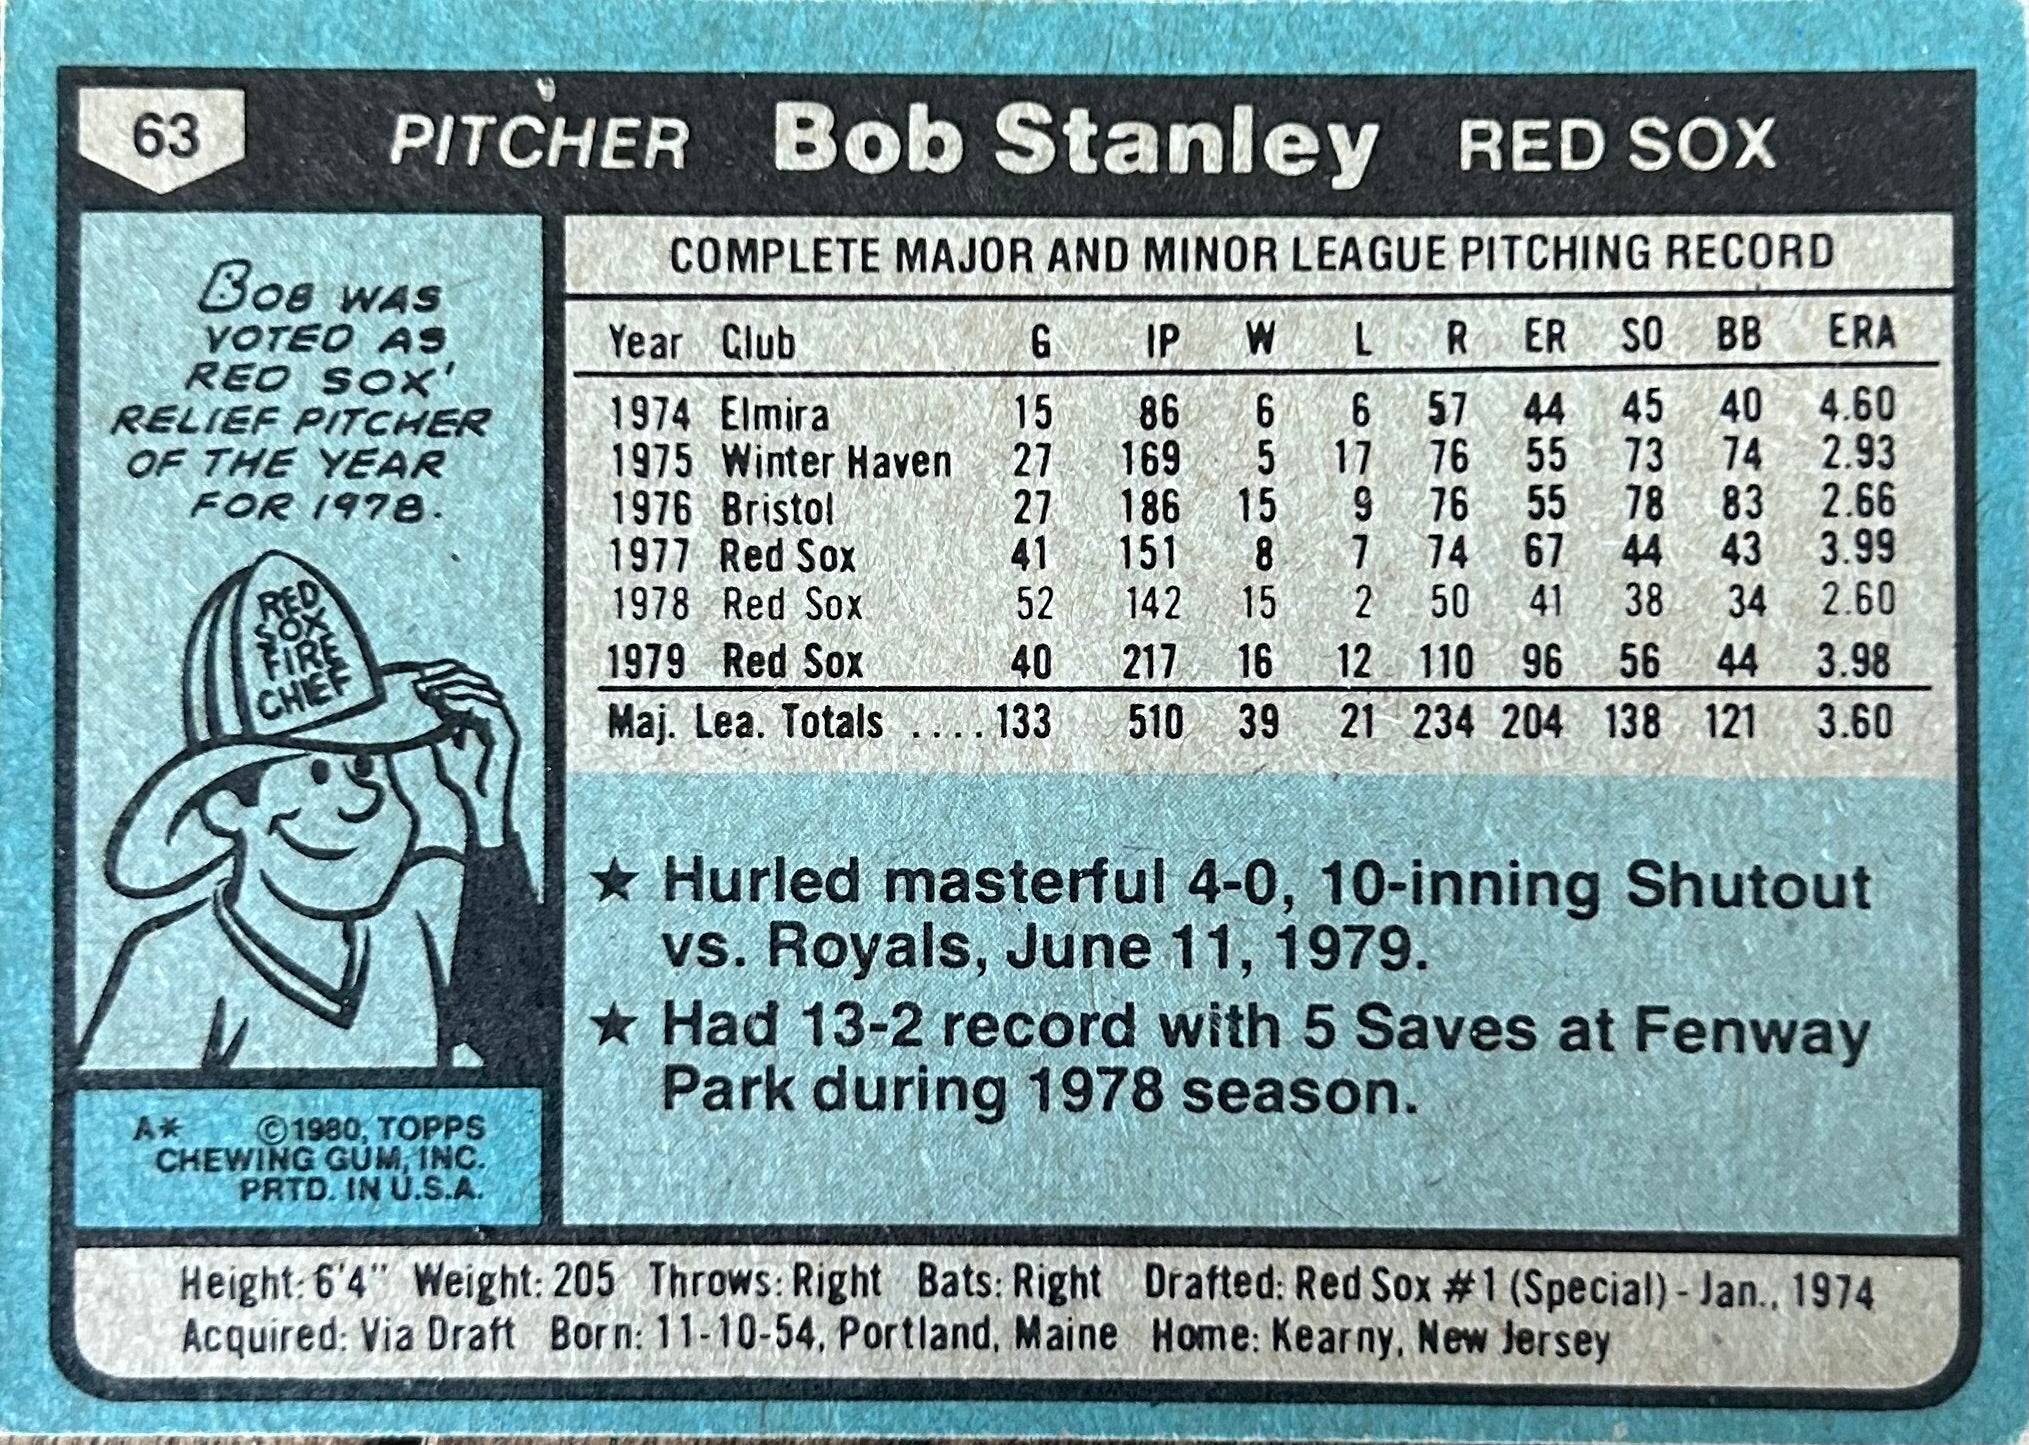 63 PITCHER Bob Stanley RED SOX
BOB WAS
VOTED AS
RED SOX'
RELIEF PITCHER
OF THE YEAR
FOR 1978.
RED
SOX
FIRE
CHIEF
A* ©1980, TOPPS
CHEWING GUM, INC.
PRTD. IN U.S.A.
COMPLETE MAJOR AND MINOR LEAGUE PITCHING RECORD
Year Club G IP W L R ER SO BB ERA
1974 Elmira 15 86 6 6 57 44 45 40 4.60
1975 Winter Haven 27 169 5 17 76 55 73 74 2.93
1976 Bristol 27 186 15 9 76 55 78 83 2.66
1977 Red Sox 41 151 8 7 74 67 44 43 3.99
1978 Red Sox 52 142 15 2 50 41 38 34 2.60
1979 Red Sox 40 217 16 12 110 96 56 44 3.98
Maj. Lea. Totals .... 133 510 39 21 234 204 138 121 3.60
★ Hurled masterful 4-0, 10-inning Shutout
vs. Royals, June 11, 1979.
★ Had 13-2 record with 5 Saves at Fenway
Park during 1978 season.
Height: 6'4" Weight: 205 Throws: Right Bats: Right Drafted: Red Sox #1 (Special) - Jan., 1974
Acquired: Via Draft Born: 11-10-54, Portland, Maine Home: Kearny, New Jersey